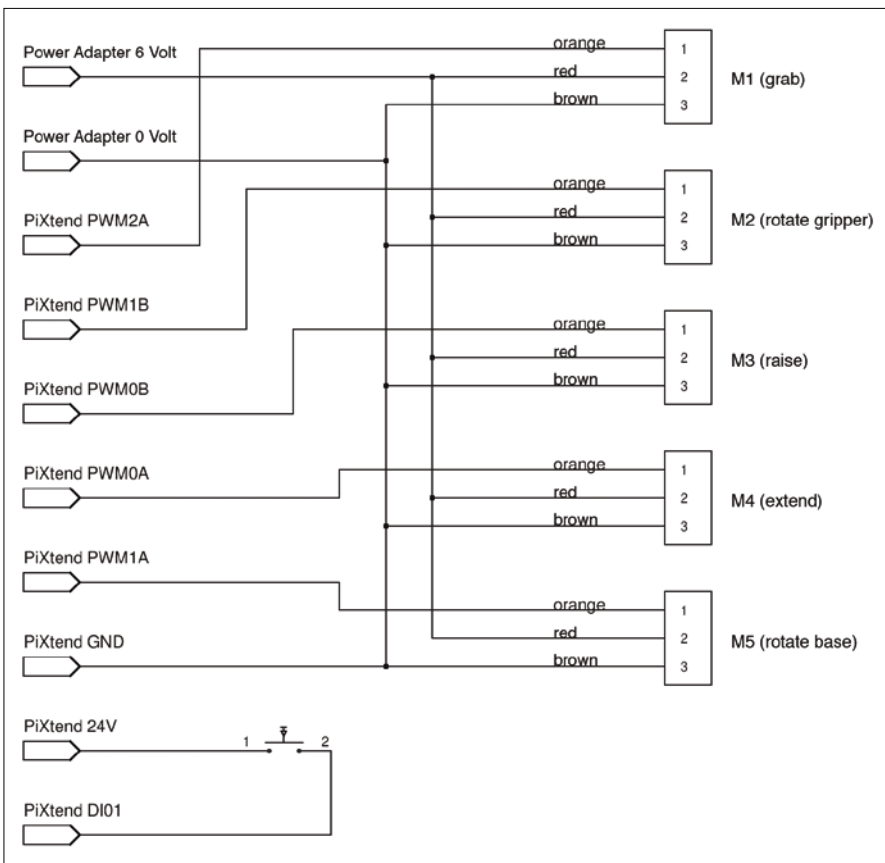 Power Adapter 6 Volt
Power Adapter 0 Volt
PiXtend PWM2A
PiXtend PWM1B
PiXtend PWM0B
PiXtend PWM0A
PiXtend PWM1A
PiXtend GND
PiXtend 24V
PiXtend DI01
1 2
orange 1
red 2
brown 3
M1 (grab)
orange 1
red 2
brown 3
M2 (rotate gripper)
orange 1
red 2
brown 3
M3 (raise)
orange 1
red 2
brown 3
M4 (extend)
orange 1
red 2
brown 3
M5 (rotate base)